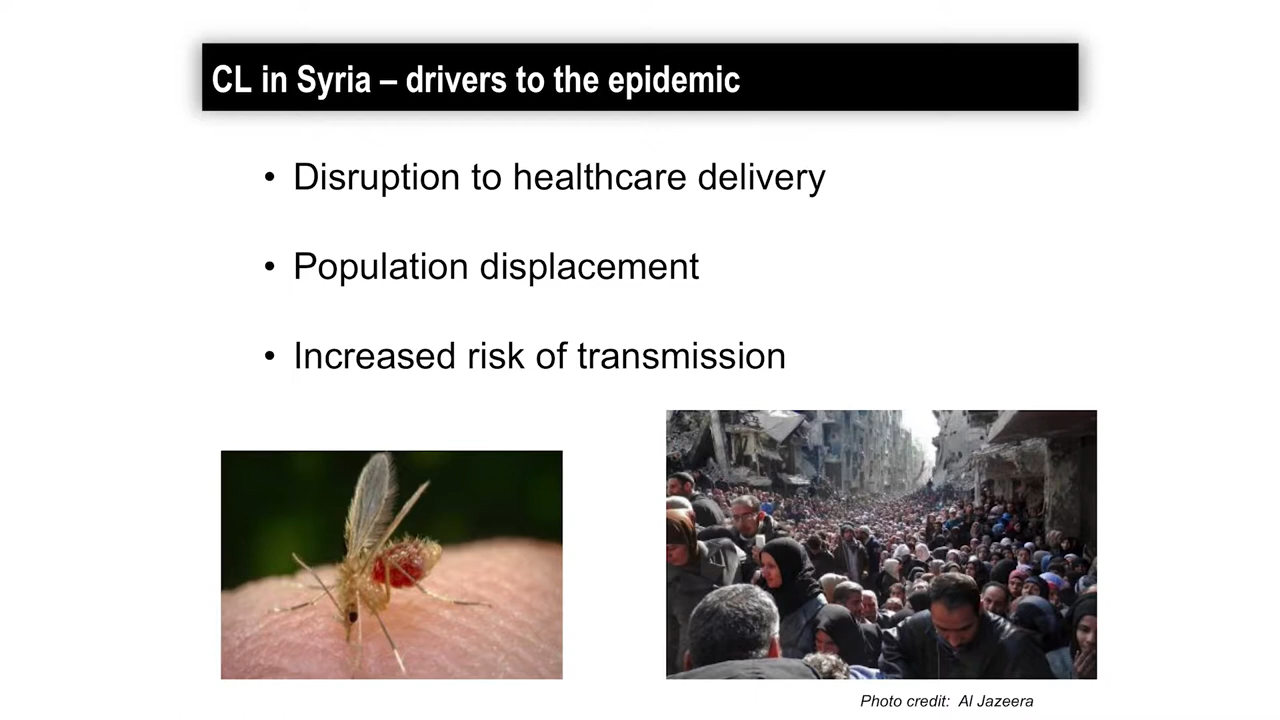 CL in Syria – drivers to the epidemic
• Disruption to healthcare delivery
• Population displacement
• Increased risk of transmission
Photo credit: Al Jazeera